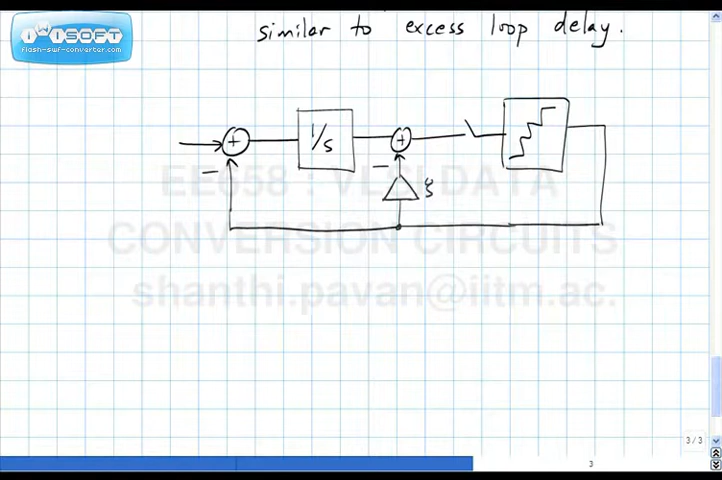 similar to excess loop delay.
iWiSOFT
flash-swf-converter.com
+
1/s
+
−
−
ξ
EE658 : VLSI DATA
CONVERSION CIRCUITS
shanthi.pavan@iitm.ac.
3/3
3